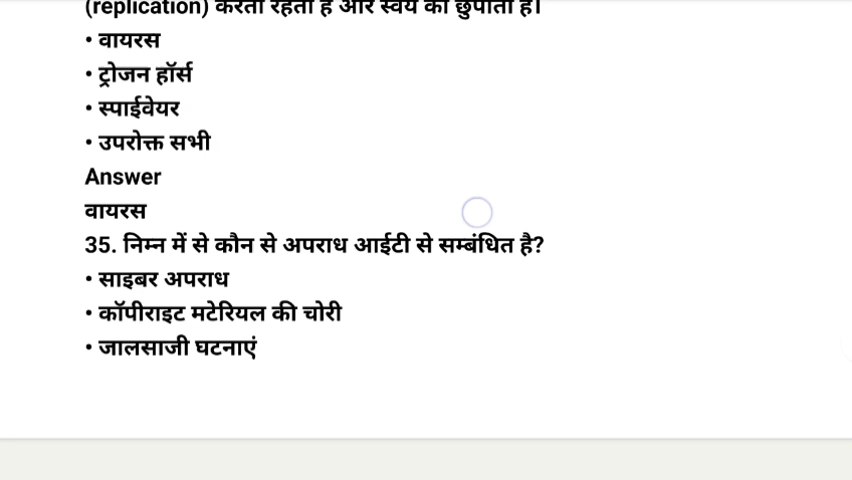 (replication) करता रहता है और स्वयं को छुपाता है।
• वायरस
• ट्रोजन हॉर्स
• स्पाईवेयर
• उपरोक्त सभी
Answer
वायरस
35. निम्न में से कौन से अपराध आईटी से सम्बंधित है?
• साइबर अपराध
• कॉपीराइट मटेरियल की चोरी
• जालसाजी घटनाएं